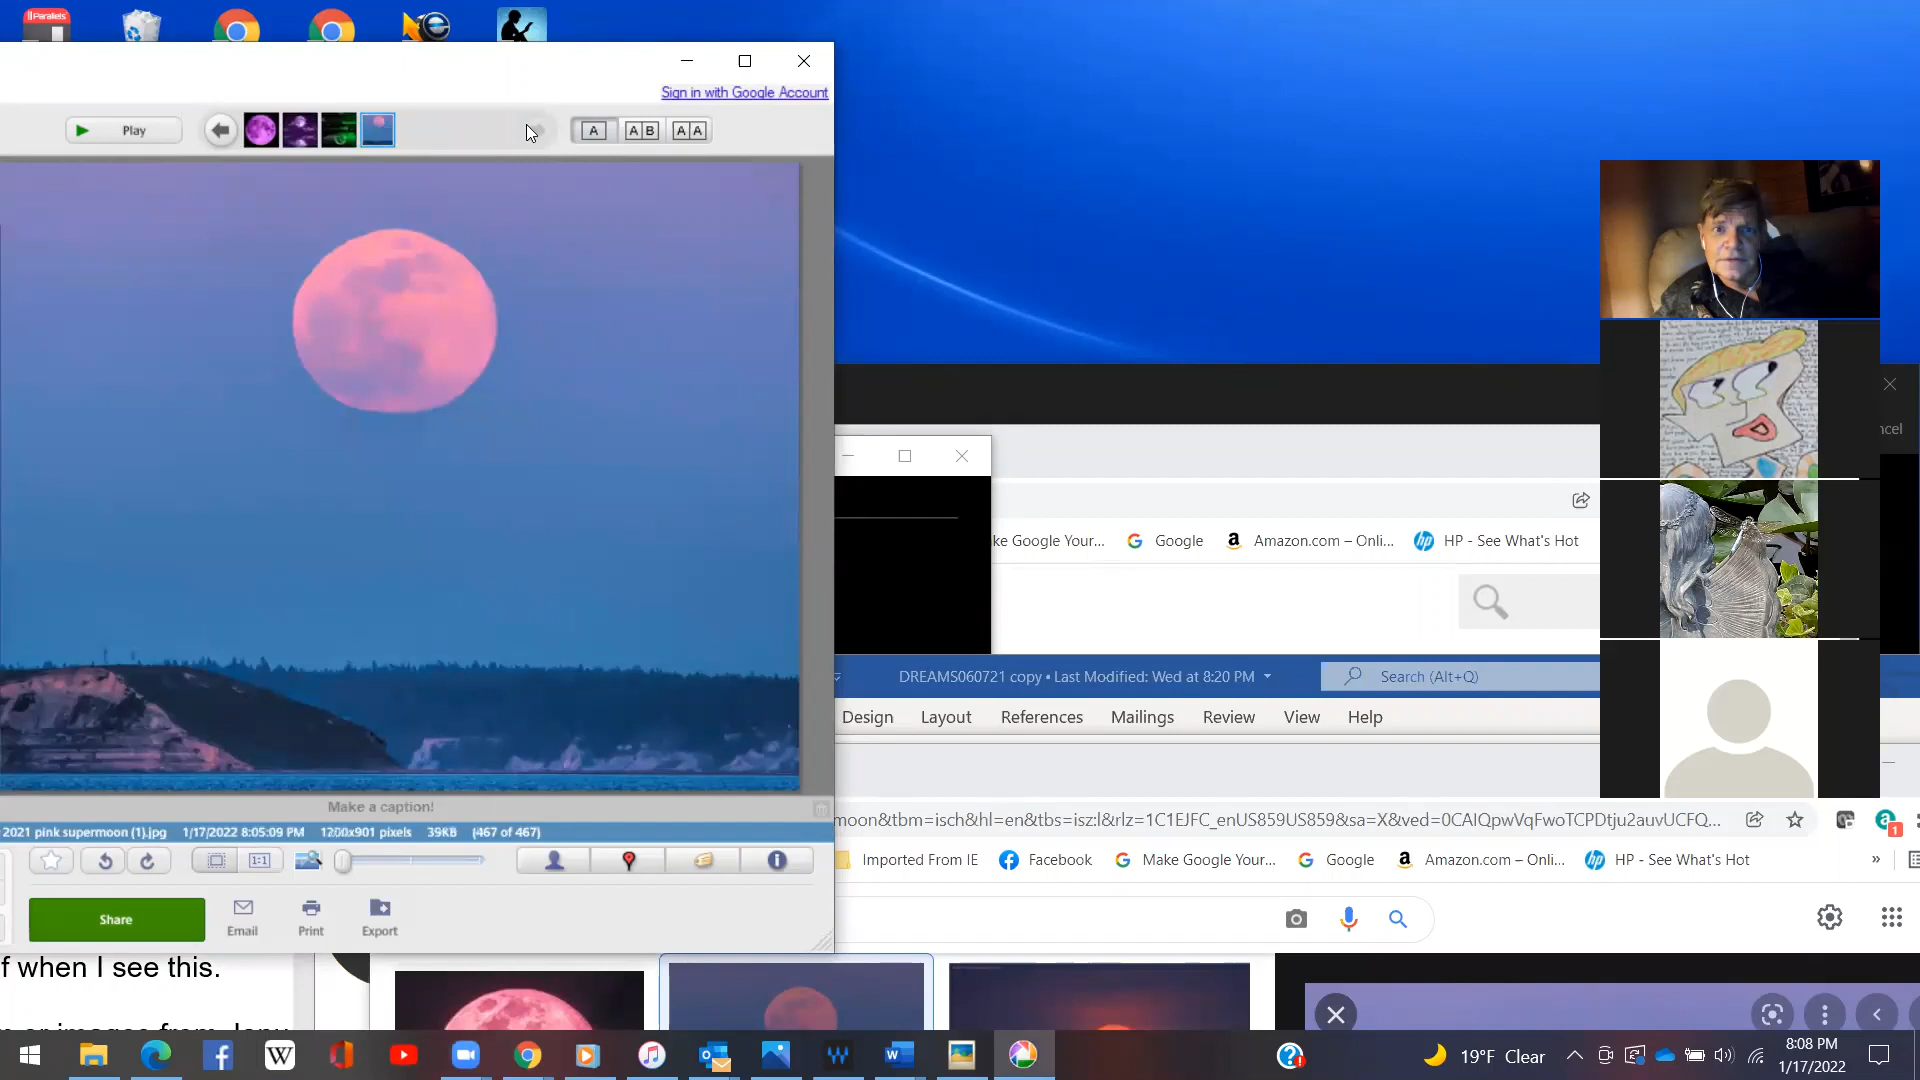 Parallels
Sign in with Google Account
Play
A
A B
A A
Make a caption!
2021 pink supermoon (1).jpg 1/17/2022 8:05:09 PM 1200x901 pixels 39KB (467 of 467)
1:1
Share
Email
Print
Export
f when I see this.
ncel
ke Google Your...
Google
Amazon.com – Onli...
HP - See What's Hot
DREAMS060721 copy • Last Modified: Wed at 8:20 PM
Search (Alt+Q)
Design
Layout
References
Mailings
Review
View
Help
moon&tbm=isch&hl=en&tbs=isz:l&rlz=1C1EJFC_enUS859US859&sa=X&ved=0CAIQpwVqFwoTCPDtju2auvUCFQ...
1
Imported From IE
Facebook
Make Google Your...
Google
Amazon.com – Onli...
HP - See What's Hot
»
19°F Clear
8:08 PM
1/17/2022